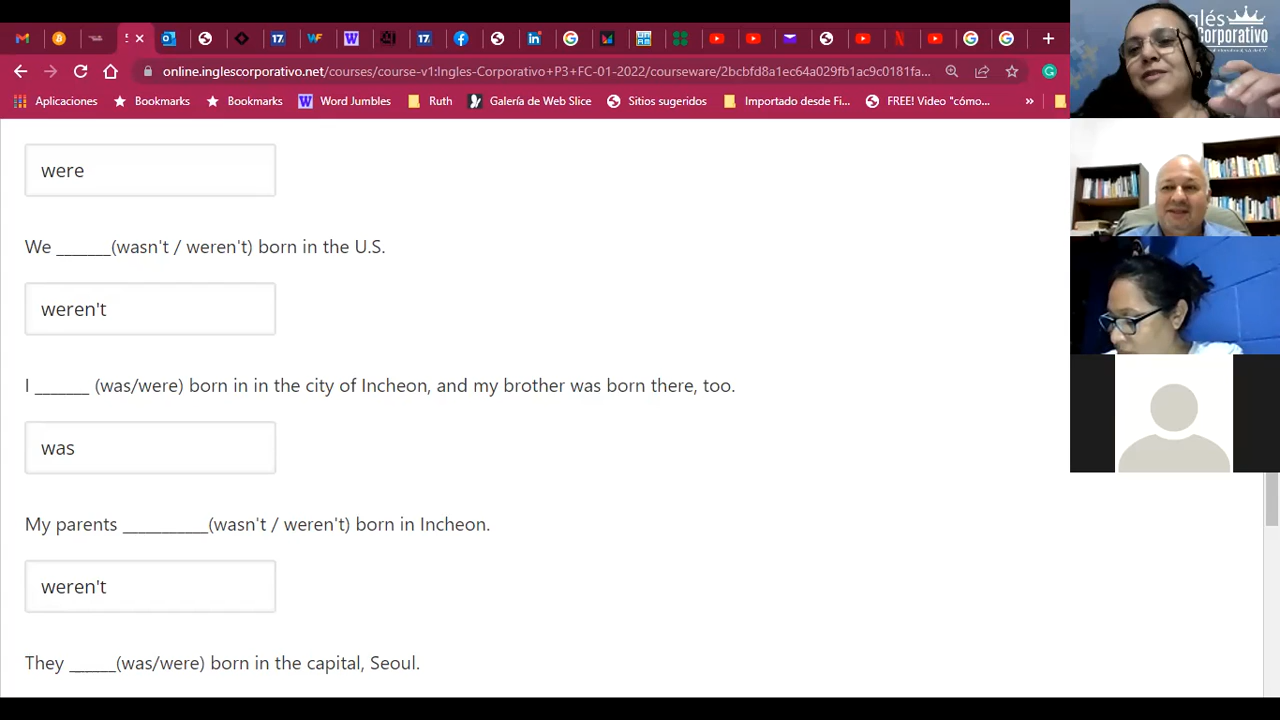 online.inglescorporativo.net/courses/course-v1:Ingles-Corporativo+P3+FC-01-2022/courseware/2bcbfd8a1ec64a029fb1ac9c0181fa...
Aplicaciones Bookmarks Bookmarks Word Jumbles Ruth Galería de Web Slice Sitios sugeridos Importado desde Fi... FREE! Video "cómo... »
were
We _______(wasn't / weren't) born in the U.S.
weren't
I _______ (was/were) born in in the city of Incheon, and my brother was born there, too.
was
My parents ___________(wasn't / weren't) born in Incheon.
weren't
They ______(was/were) born in the capital, Seoul.
Inglés
Corporativo